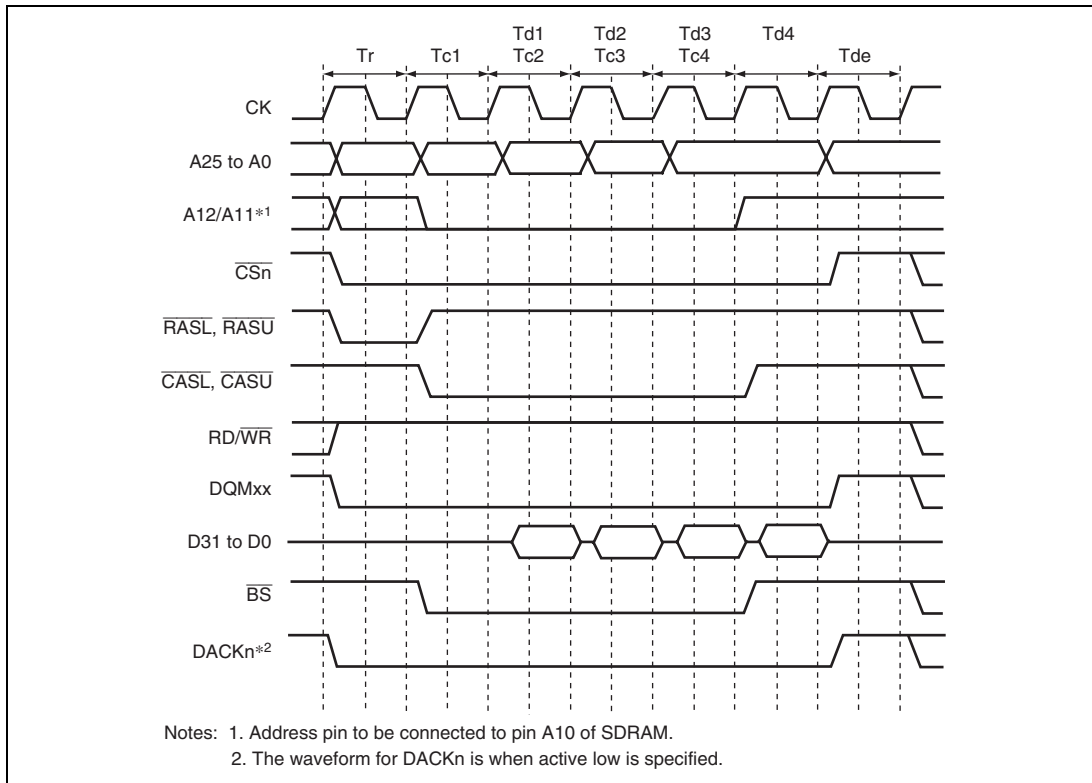 Td1 Td2 Td3 Td4
Tr Tc1 Tc2 Tc3 Tc4 Tde
CK
A25 to A0
A12/A11*1
CSn
RASL, RASU
CASL, CASU
RD/WR
DQMxx
D31 to D0
BS
DACKn*2
Notes: 1. Address pin to be connected to pin A10 of SDRAM.
2. The waveform for DACKn is when active low is specified.